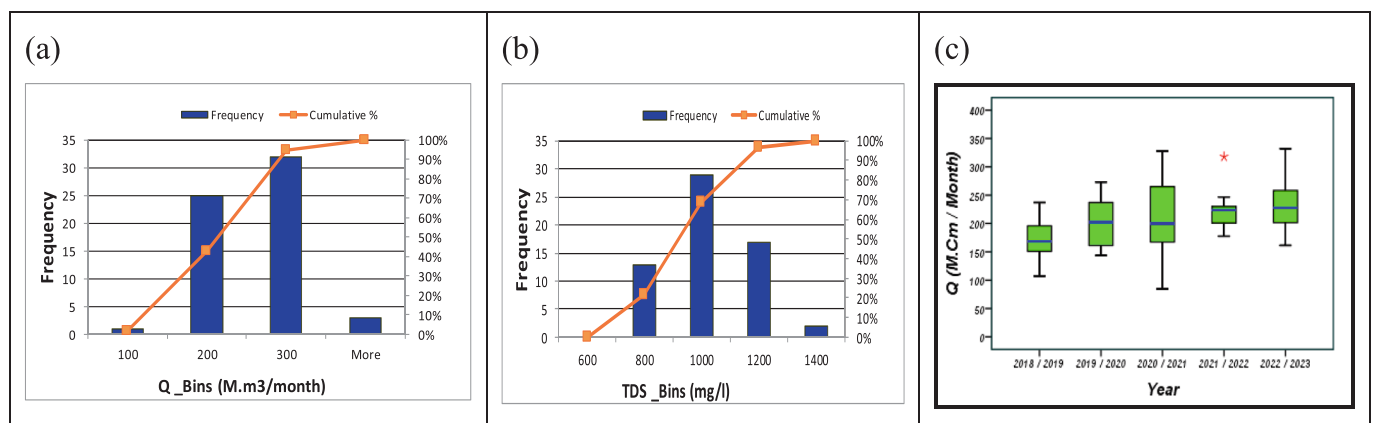 (a)
Frequency Cumulative %
35 30 25 20 15 10 5 0
Frequency
100% 90% 80% 70% 60% 50% 40% 30% 20% 10% 0%
100 200 300 More
Q _Bins (M.m3/month)
(b)
Frequency Cumulative %
35 30 25 20 15 10 5 0
Frequency
100% 90% 80% 70% 60% 50% 40% 30% 20% 10% 0%
600 800 1000 1200 1400
TDS _Bins (mg/l)
(c)
400 350 300 250 200 150 100 50 0
Q (M.Cm / Month)
2018 / 2019 2019 / 2020 2020 / 2021 2021 / 2022 2022 / 2023
Year